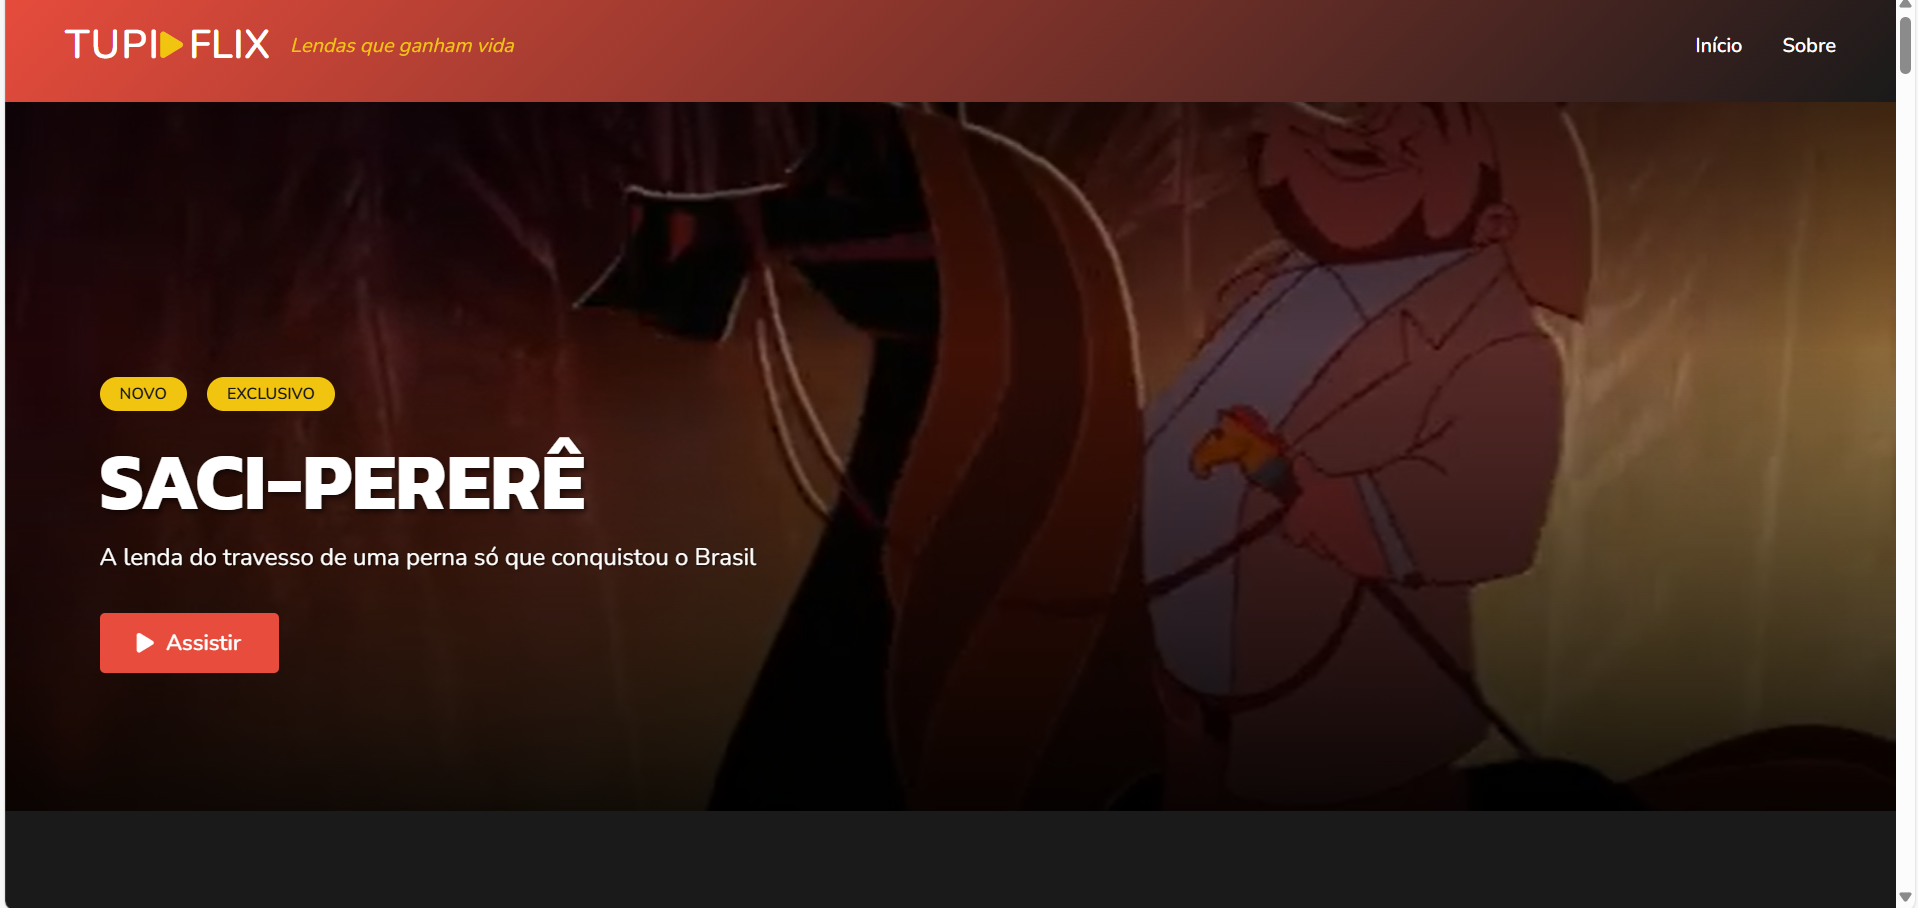 TUPI FLIX Lendas que ganham vida Início Sobre
NOVO EXCLUSIVO
SACI-PERERÊ
A lenda do travesso de uma perna só que conquistou o Brasil
Assistir